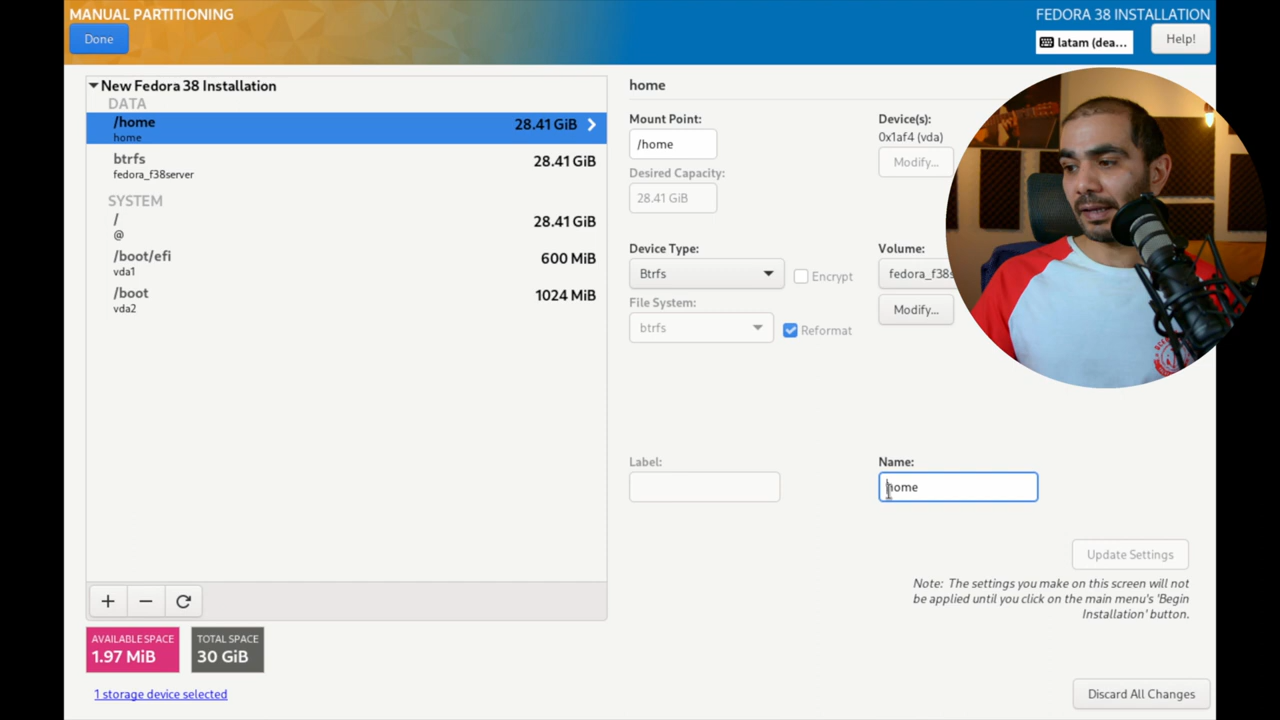 MANUAL PARTITIONING
FEDORA 38 INSTALLATION
Done
latam (dea...
Help!
New Fedora 38 Installation
DATA
/home
28.41 GiB
home
btrfs
28.41 GiB
fedora_f38server
SYSTEM
/
28.41 GiB
@
/boot/efi
600 MiB
vda1
/boot
1024 MiB
vda2
+
−
AVAILABLE SPACE
1.97 MiB
TOTAL SPACE
30 GiB
1 storage device selected
home
Mount Point:
/home
Desired Capacity:
28.41 GiB
Device(s):
0x1af4 (vda)
Modify...
Device Type:
Btrfs
Encrypt
File System:
btrfs
Reformat
Volume:
Modify...
Label:
Name:
home
Update Settings
Note: The settings you make on this screen will not
be applied until you click on the main menu's 'Begin
Installation' button.
Discard All Changes